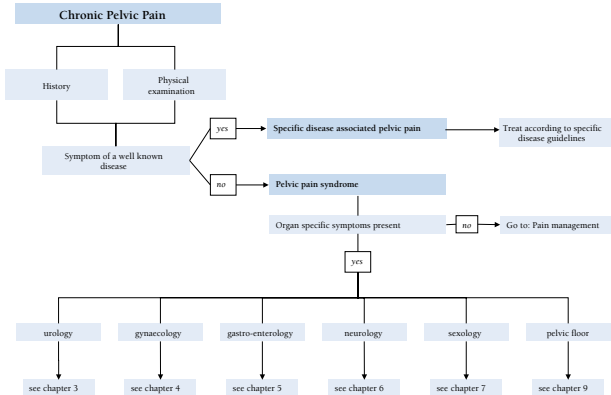 Chronic Pelvic Pain
History
Physical
examination
Symptom of a well known
disease
yes
Specific disease associated pelvic pain
Treat according to specific
disease guidelines
no
Pelvic pain syndrome
Organ specific symptoms present
no
Go to: Pain management
yes
urology
gynaecology
gastro-enterology
neurology
sexology
pelvic floor
see chapter 3
see chapter 4
see chapter 5
see chapter 6
see chapter 7
see chapter 9